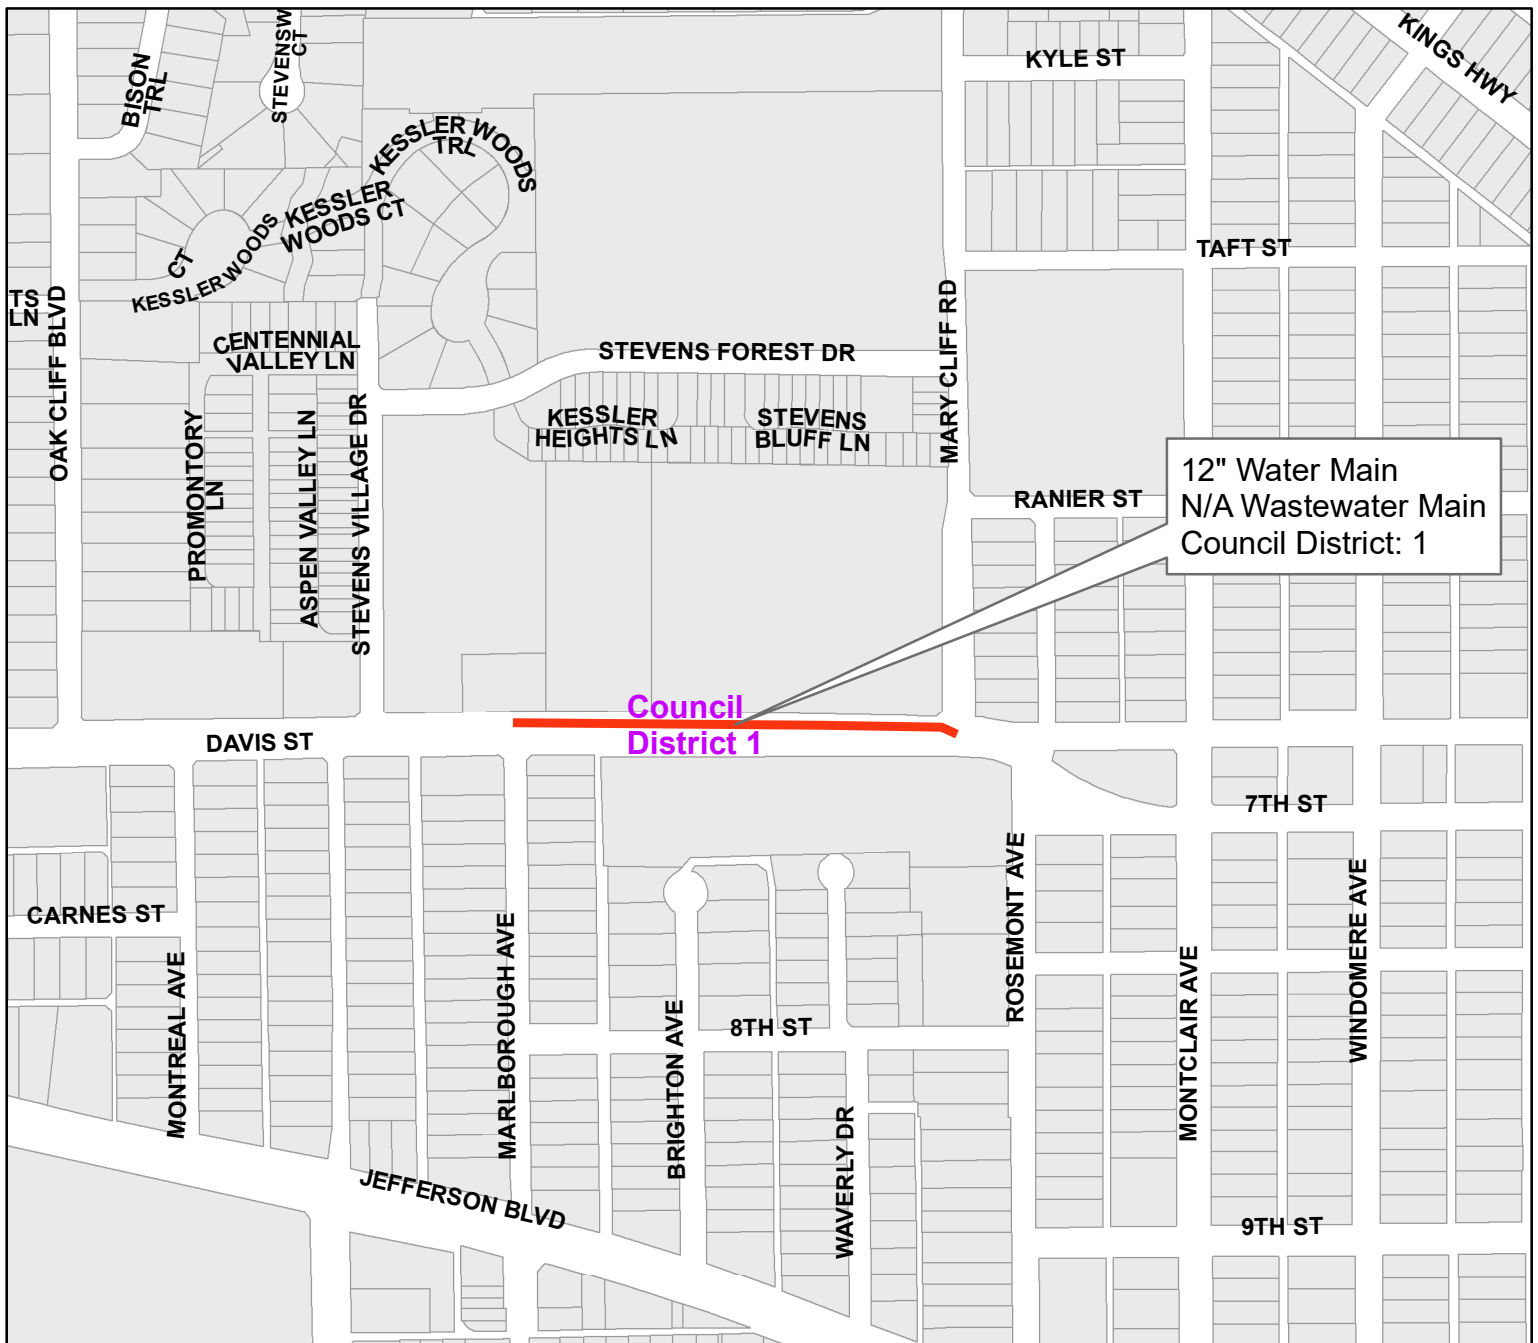 STEVENSW
CT
BISON
TRL
KYLE ST
KINGS HWY
KESSLER WOODS
TRL
KESSLER
WOODS CT
KESSLER WOODS
CT
TAFT ST
TS
LN
OAK CLIFF BLVD
CENTENNIAL
VALLEY LN
STEVENS FOREST DR
MARY CLIFF RD
PROMONTORY
LN
ASPEN VALLEY LN
STEVENS VILLAGE DR
KESSLER
HEIGHTS LN
STEVENS
BLUFF LN
12" Water Main
N/A Wastewater Main
Council District: 1
RANIER ST
Council
District 1
DAVIS ST
7TH ST
CARNES ST
MONTREAL AVE
MARLBOROUGH AVE
BRIGHTON AVE
8TH ST
WAVERLY DR
ROSEMONT AVE
MONTCLAIR AVE
WINDOMERE AVE
JEFFERSON BLVD
9TH ST